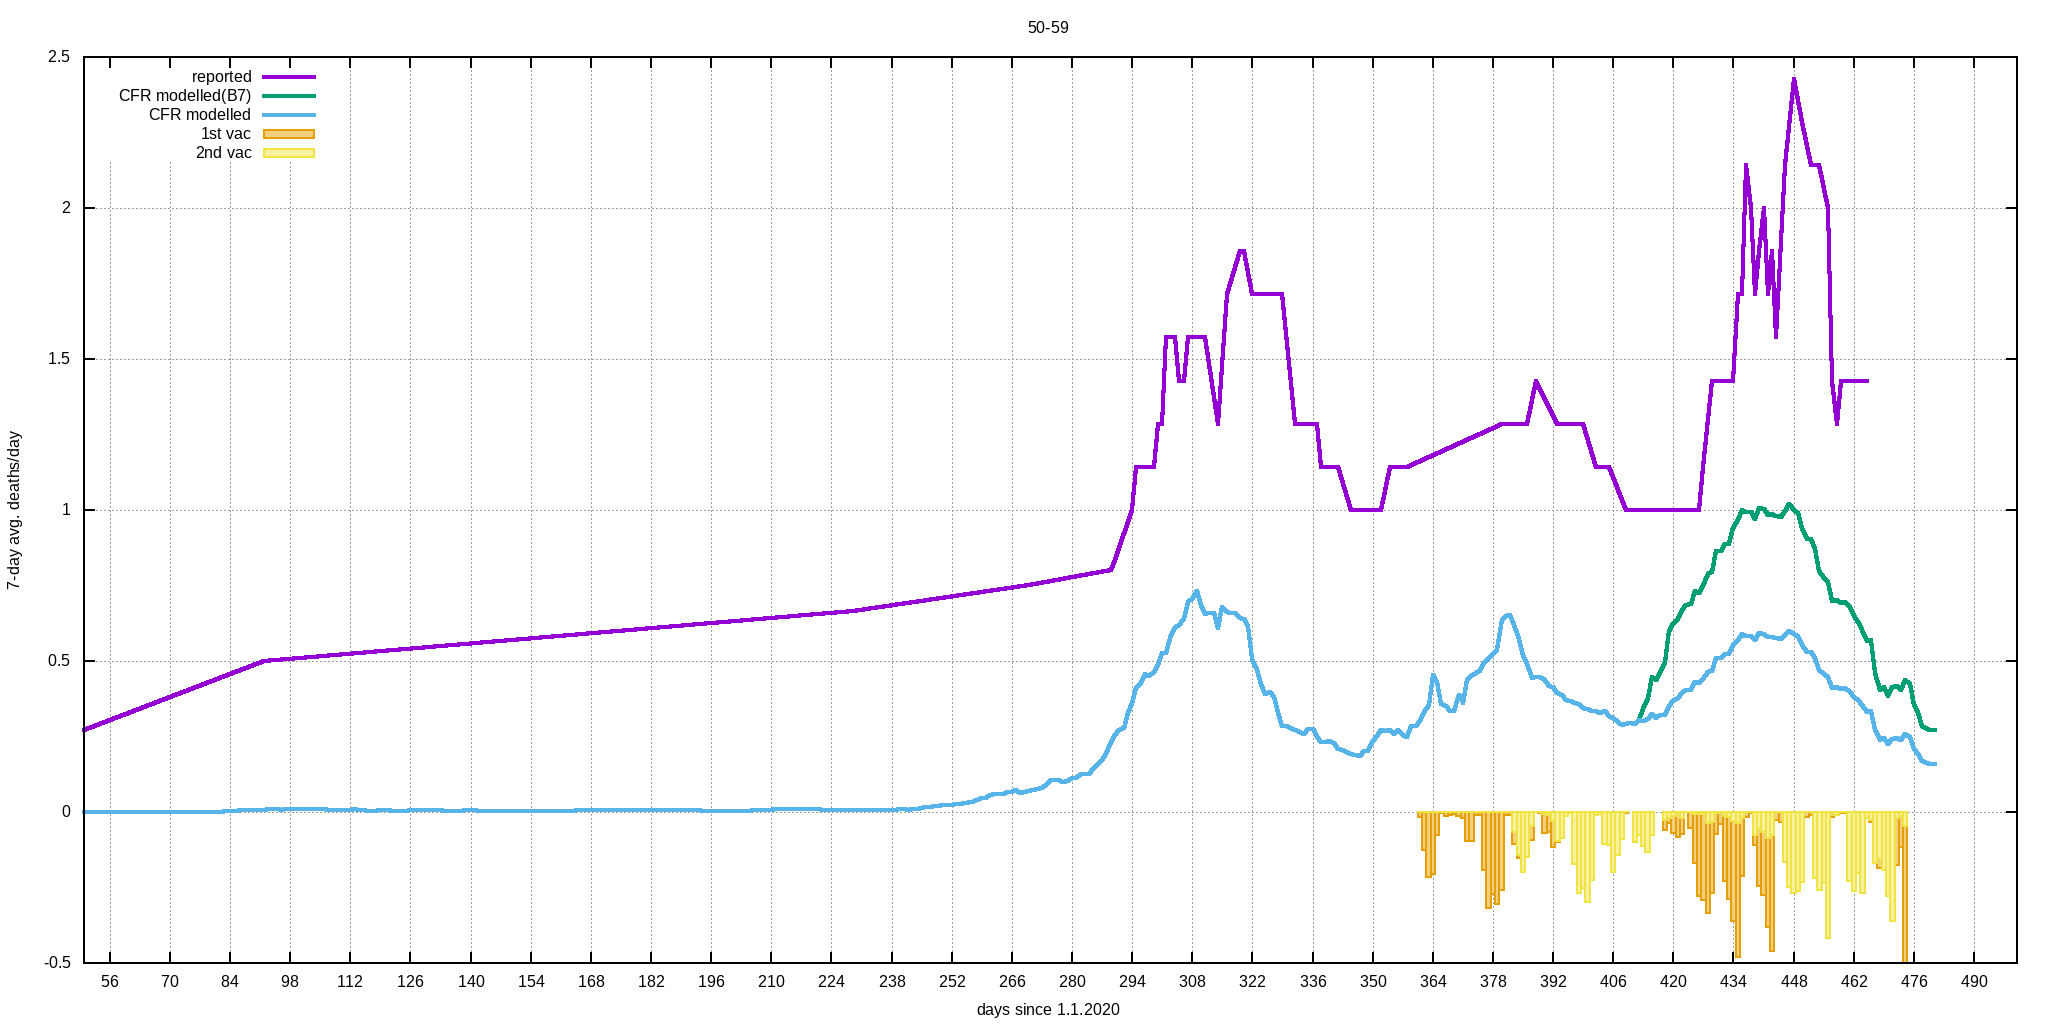 50-59
2.5
2
1.5
1
0.5
0
-0.5
7-day avg. deaths/day
reported
CFR modelled(B7)
CFR modelled
1st vac
2nd vac
56 70 84 98 112 126 140 154 168 182 196 210 224 238 252 266 280 294 308 322 336 350 364 378 392 406 420 434 448 462 476 490
days since 1.1.2020